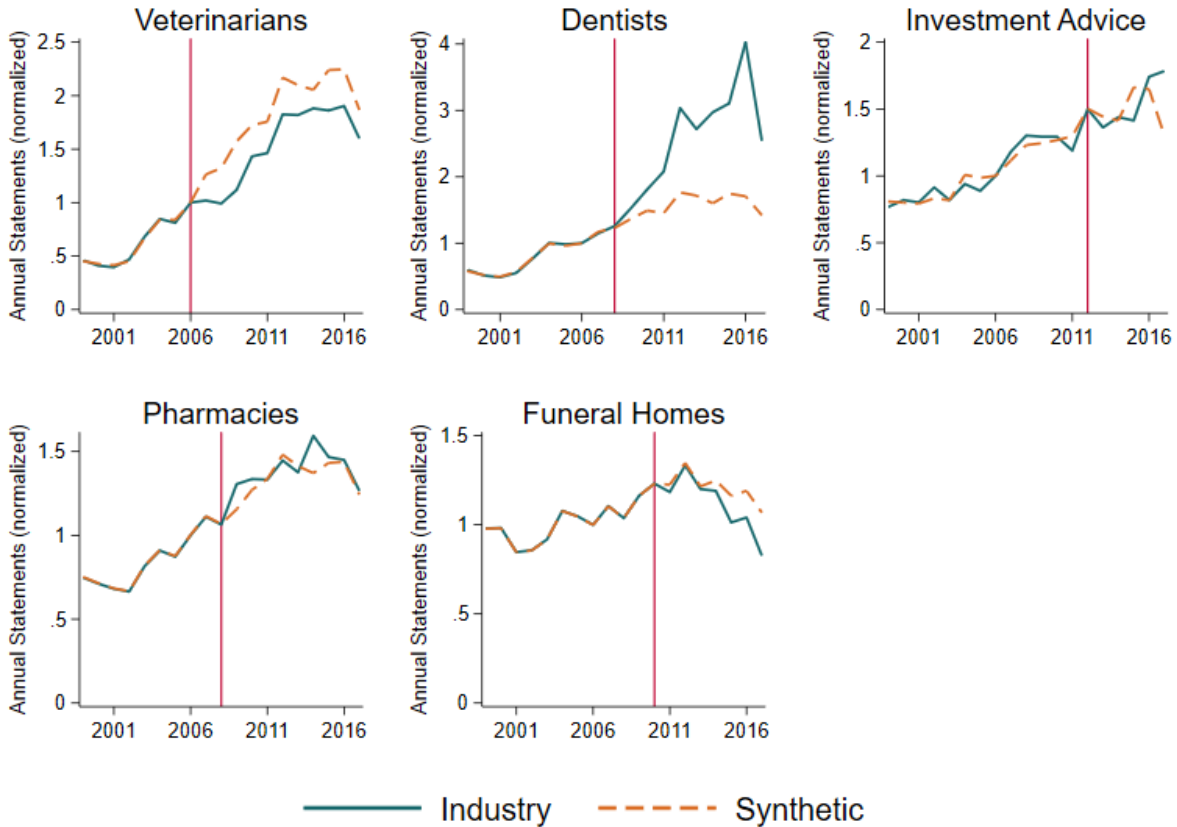 Veterinarians
Annual Statements (normalized)
2.5
2
1.5
1
.5
0
2001 2006 2011 2016
Dentists
Annual Statements (normalized)
4
3
2
1
0
2001 2006 2011 2016
Investment Advice
Annual Statements (normalized)
2
1.5
1
.5
0
2001 2006 2011 2016
Pharmacies
Annual Statements (normalized)
1.5
1
.5
0
2001 2006 2011 2016
Funeral Homes
Annual Statements (normalized)
1.5
1
.5
0
2001 2006 2011 2016
Industry Synthetic